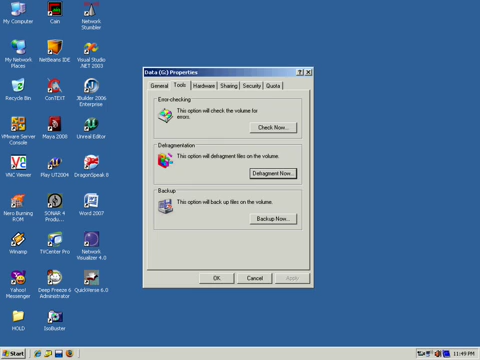 My Computer
Cain
Network
Stumbler
My Network
Places
NetBeans IDE
Visual Studio
.NET 2003
Recycle Bin
ConTEXT
JBuilder 2006
Enterprise
VMware Server
Console
Maya 2008
Unreal Editor
VNC Viewer
Play UT2004
DragonSpeak 8
Nero Burning
ROM
SONAR 4
Produ...
Word 2007
Winamp
TVCenter Pro
Network
Visualizer 4.0
Yahoo!
Messenger
Deep Freeze 6
Administrator
QuickVerse 6.0
HOLD
IsoBuster
Data (G:) Properties
General
Tools
Hardware
Sharing
Security
Quota
Error-checking
This option will check the volume for
errors.
Check Now...
Defragmentation
This option will defragment files on the volume.
Defragment Now...
Backup
This option will back up files on the volume.
Backup Now...
OK
Cancel
Apply
Start
11:49 PM